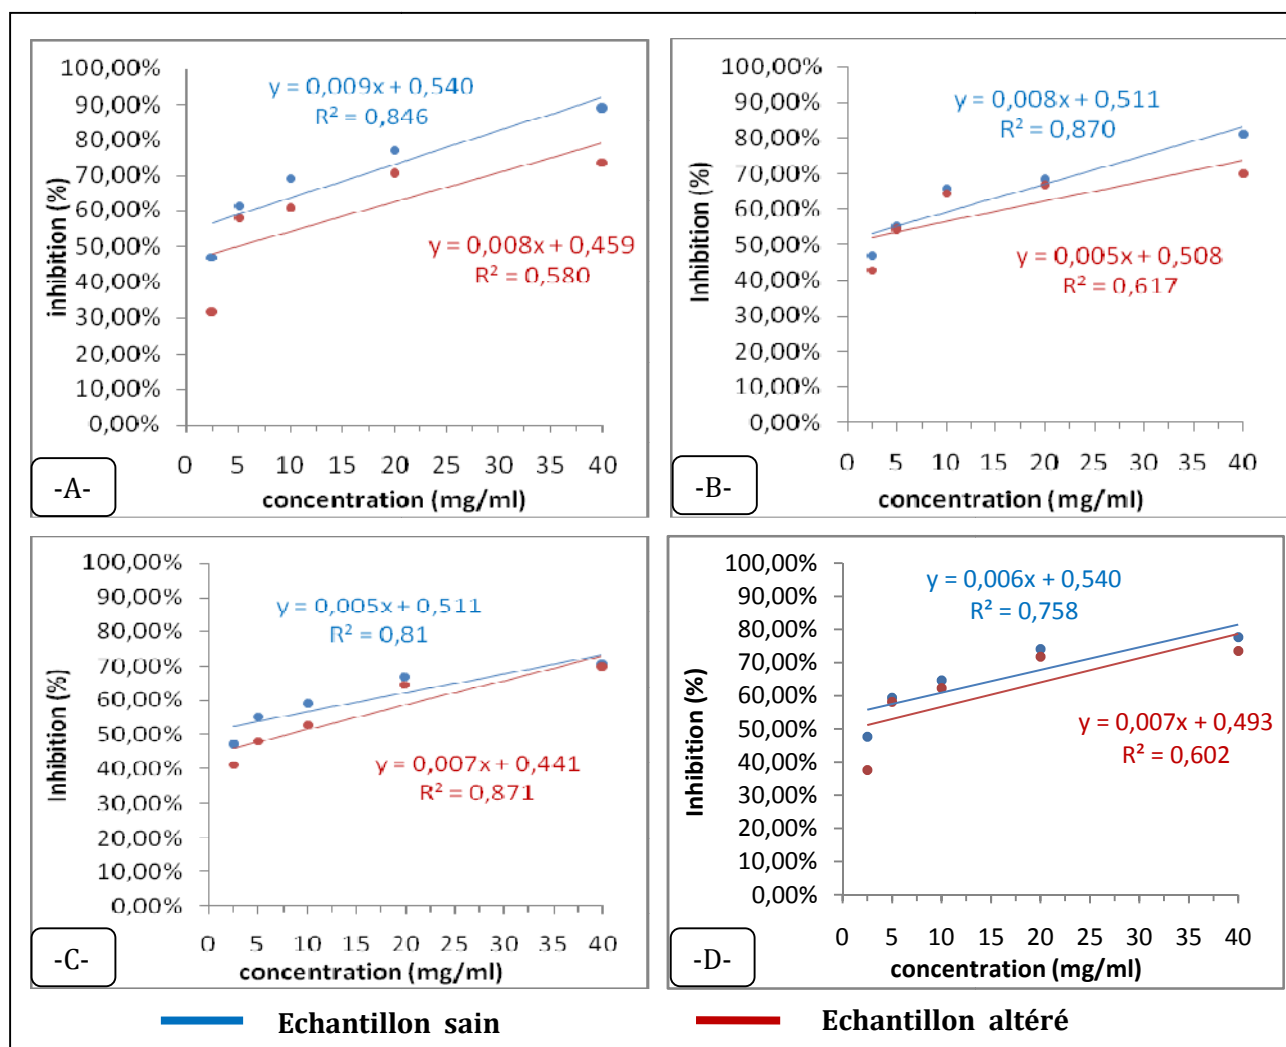 100,00%
90,00%
80,00%
70,00%
60,00%
50,00%
40,00%
30,00%
20,00%
10,00%
0,00%
inhibition (%)
y = 0,009x + 0,540
R² = 0,846
y = 0,008x + 0,459
R² = 0,580
0 5 10 15 20 25 30 35 40
concentration (mg/ml)
-A-
100,00%
90,00%
80,00%
70,00%
60,00%
50,00%
40,00%
30,00%
20,00%
10,00%
0,00%
Inhibition (%)
y = 0,008x + 0,511
R² = 0,870
y = 0,005x + 0,508
R² = 0,617
0 5 10 15 20 25 30 35 40
concentration (mg/ml)
-B-
100,00%
90,00%
80,00%
70,00%
60,00%
50,00%
40,00%
30,00%
20,00%
10,00%
0,00%
Inhibition (%)
y = 0,005x + 0,511
R² = 0,81
y = 0,007x + 0,441
R² = 0,871
0 5 10 15 20 25 30 35 40
concentration (mg/ml)
-C-
100,00%
90,00%
80,00%
70,00%
60,00%
50,00%
40,00%
30,00%
20,00%
10,00%
0,00%
Inhibition (%)
y = 0,006x + 0,540
R² = 0,758
y = 0,007x + 0,493
R² = 0,602
0 5 10 15 20 25 30 35 40
concentration (mg/ml)
-D-
Echantillon sain
Echantillon altéré